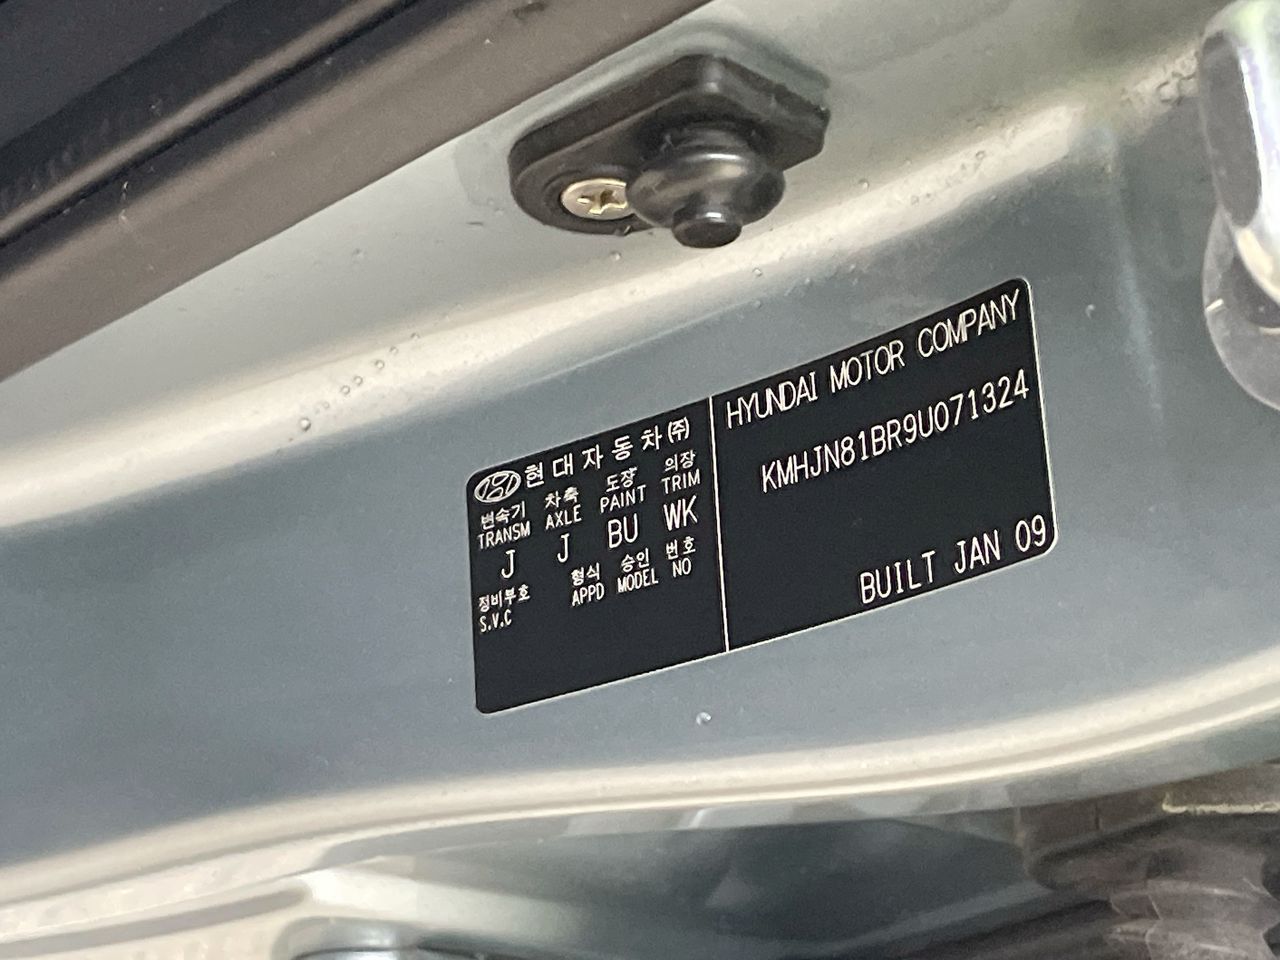 현대자동차(주)
변속기 차축 도장 의장
TRANSM AXLE PAINT TRIM
J J BU WK
정비부호 형식 승인 번호
S.V.C APPD MODEL NO
HYUNDAI MOTOR COMPANY
KMHJN81BR9U071324
BUILT JAN 09